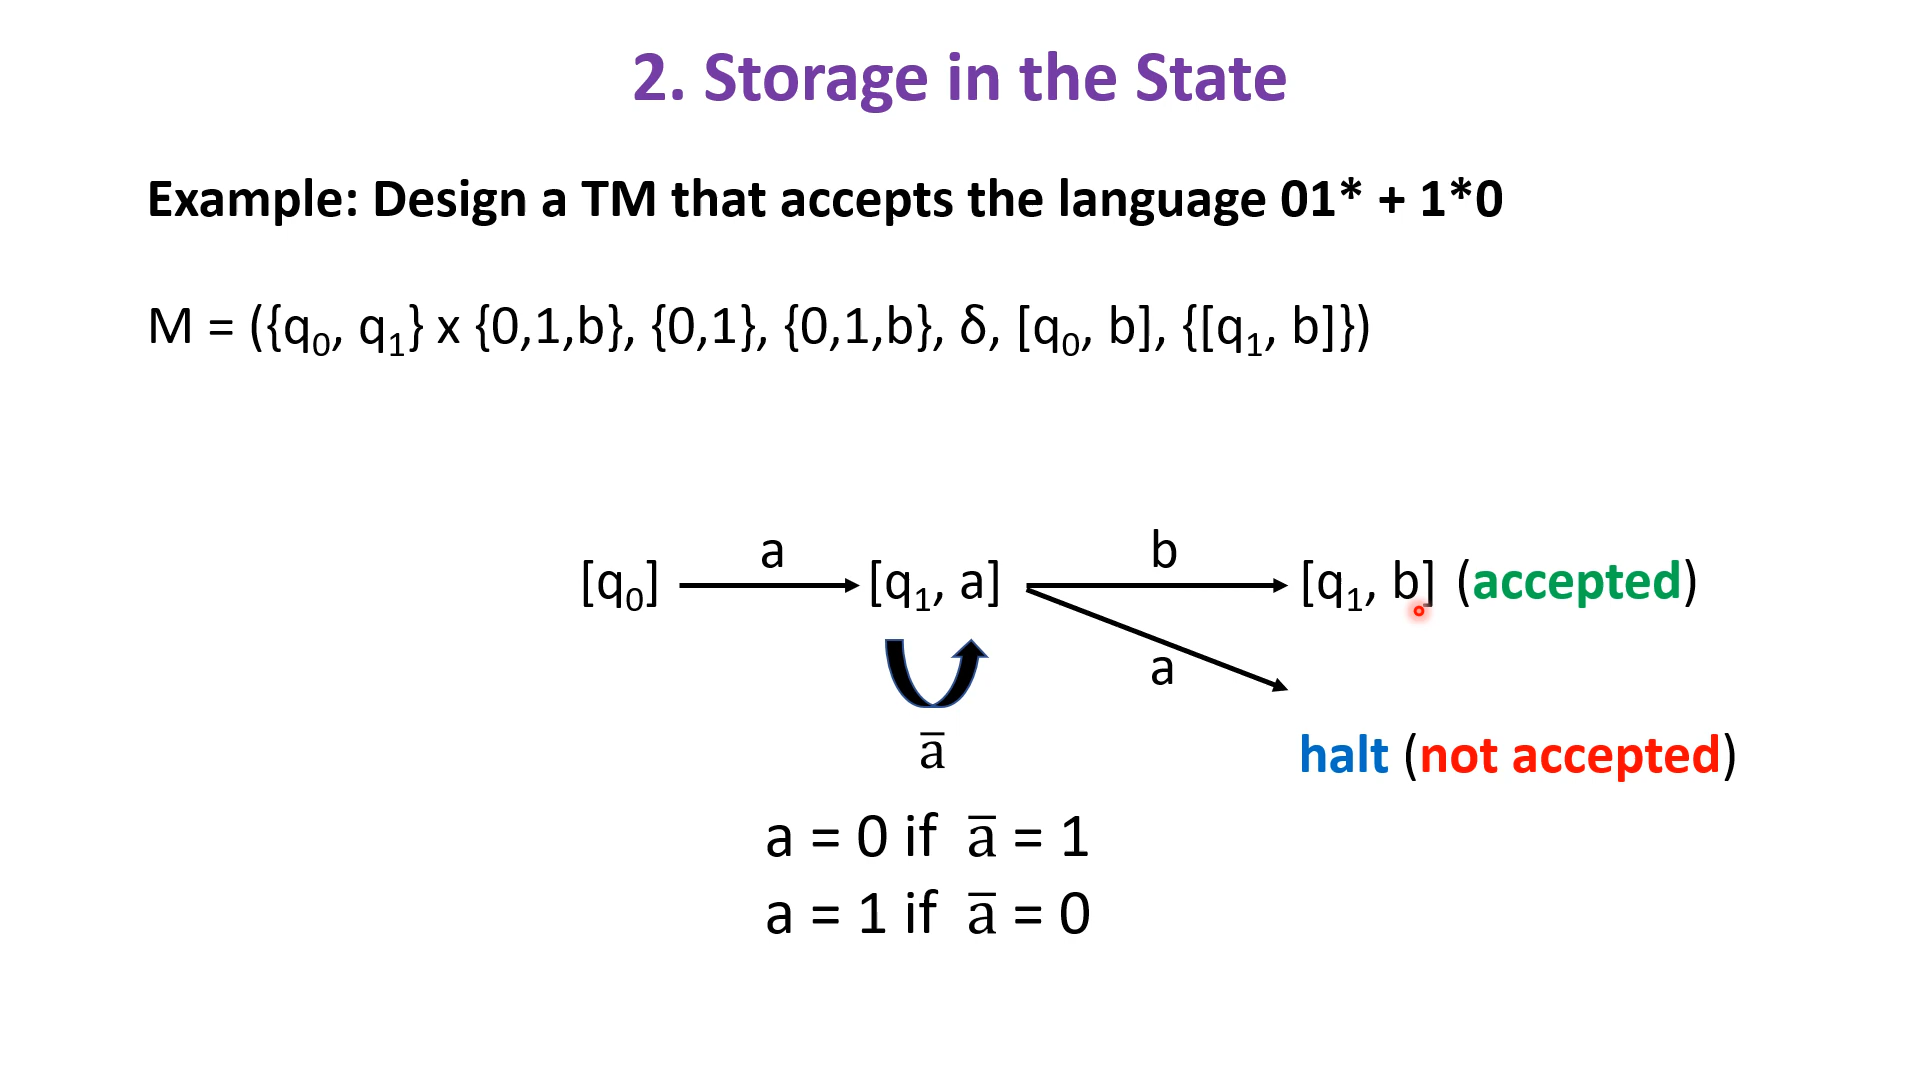 2. Storage in the State
Example: Design a TM that accepts the language 01* + 1*0
M = ({q₀, q₁} x {0,1,b}, {0,1}, {0,1,b}, δ, [q₀, b], {[q₁, b]})
a b
[q₀] [q₁, a] [q₁, b] (accepted)
a
a̅
halt (not accepted)
a = 0 if a̅ = 1
a = 1 if a̅ = 0